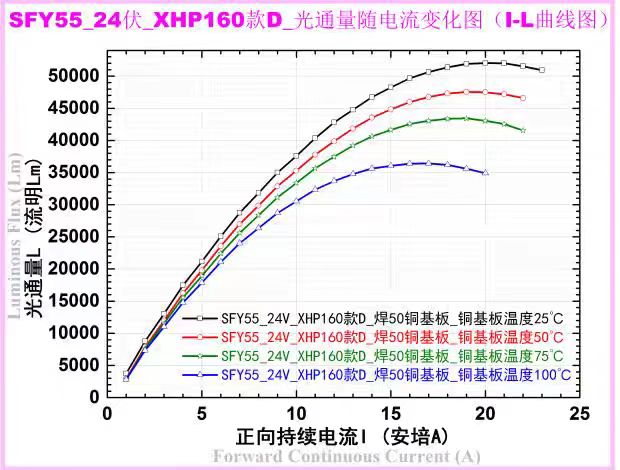 SFY55_24伏_XHP160款D_光通量随电流变化图（I-L曲线图）
Luminous Flux (Lm)
光通量L（流明Lm）
50000
45000
40000
35000
30000
25000
20000
15000
10000
5000
0
SFY55_24V_XHP160款D_焊50铜基板_铜基板温度25℃
SFY55_24V_XHP160款D_焊50铜基板_铜基板温度50℃
SFY55_24V_XHP160款D_焊50铜基板_铜基板温度75℃
SFY55_24V_XHP160款D_焊50铜基板_铜基板温度100℃
0 5 10 15 20 25
正向持续电流I（安培A）
Forward Continuous Current (A)